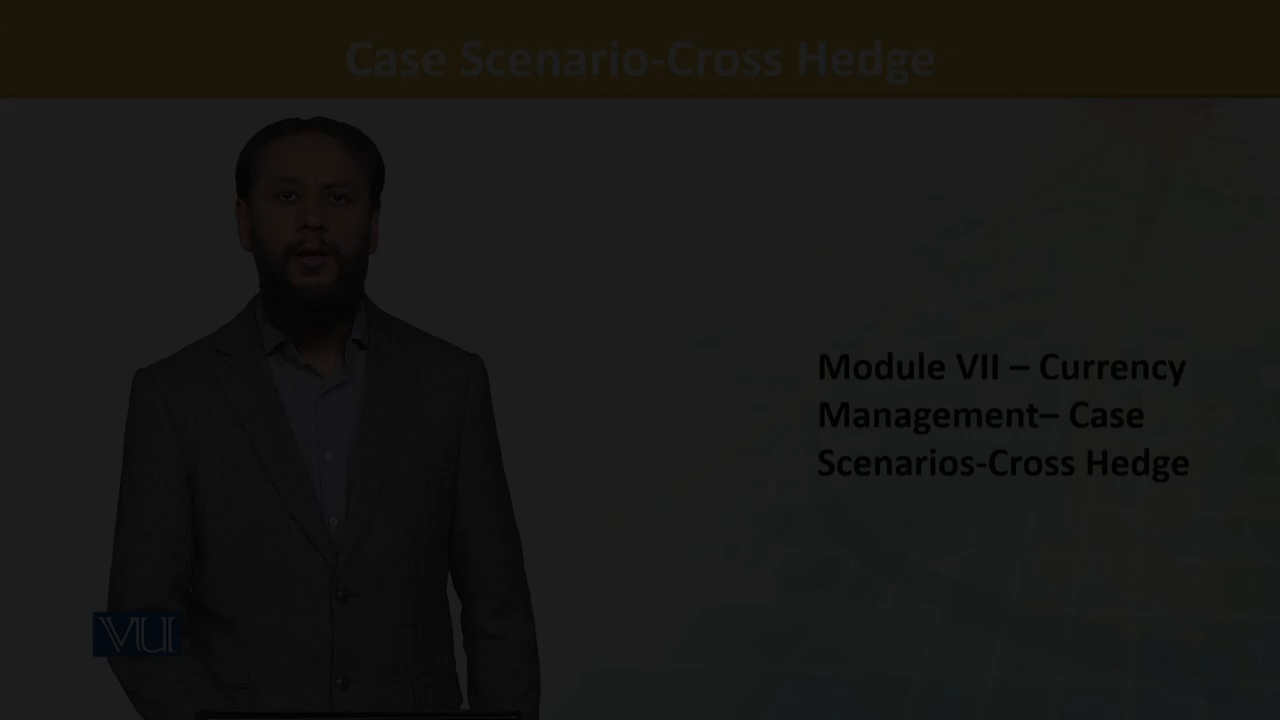 Case Scenario-Cross Hedge
Module VII – Currency
Management– Case
Scenarios-Cross Hedge
VU